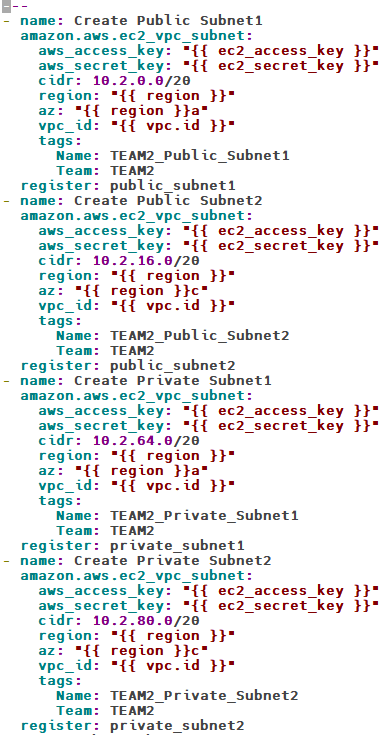 ---
- name: Create Public Subnet1
  amazon.aws.ec2_vpc_subnet:
    aws_access_key: "{{ ec2_access_key }}"
    aws_secret_key: "{{ ec2_secret_key }}"
    cidr: 10.2.0.0/20
    region: "{{ region }}"
    az: "{{ region }}a"
    vpc_id: "{{ vpc.id }}"
    tags:
      Name: TEAM2_Public_Subnet1
      Team: TEAM2
  register: public_subnet1
- name: Create Public Subnet2
  amazon.aws.ec2_vpc_subnet:
    aws_access_key: "{{ ec2_access_key }}"
    aws_secret_key: "{{ ec2_secret_key }}"
    cidr: 10.2.16.0/20
    region: "{{ region }}"
    az: "{{ region }}c"
    vpc_id: "{{ vpc.id }}"
    tags:
      Name: TEAM2_Public_Subnet2
      Team: TEAM2
  register: public_subnet2
- name: Create Private Subnet1
  amazon.aws.ec2_vpc_subnet:
    aws_access_key: "{{ ec2_access_key }}"
    aws_secret_key: "{{ ec2_secret_key }}"
    cidr: 10.2.64.0/20
    region: "{{ region }}"
    az: "{{ region }}a"
    vpc_id: "{{ vpc.id }}"
    tags:
      Name: TEAM2_Private_Subnet1
      Team: TEAM2
  register: private_subnet1
- name: Create Private Subnet2
  amazon.aws.ec2_vpc_subnet:
    aws_access_key: "{{ ec2_access_key }}"
    aws_secret_key: "{{ ec2_secret_key }}"
    cidr: 10.2.80.0/20
    region: "{{ region }}"
    az: "{{ region }}c"
    vpc_id: "{{ vpc.id }}"
    tags:
      Name: TEAM2_Private_Subnet2
      Team: TEAM2
  register: private_subnet2